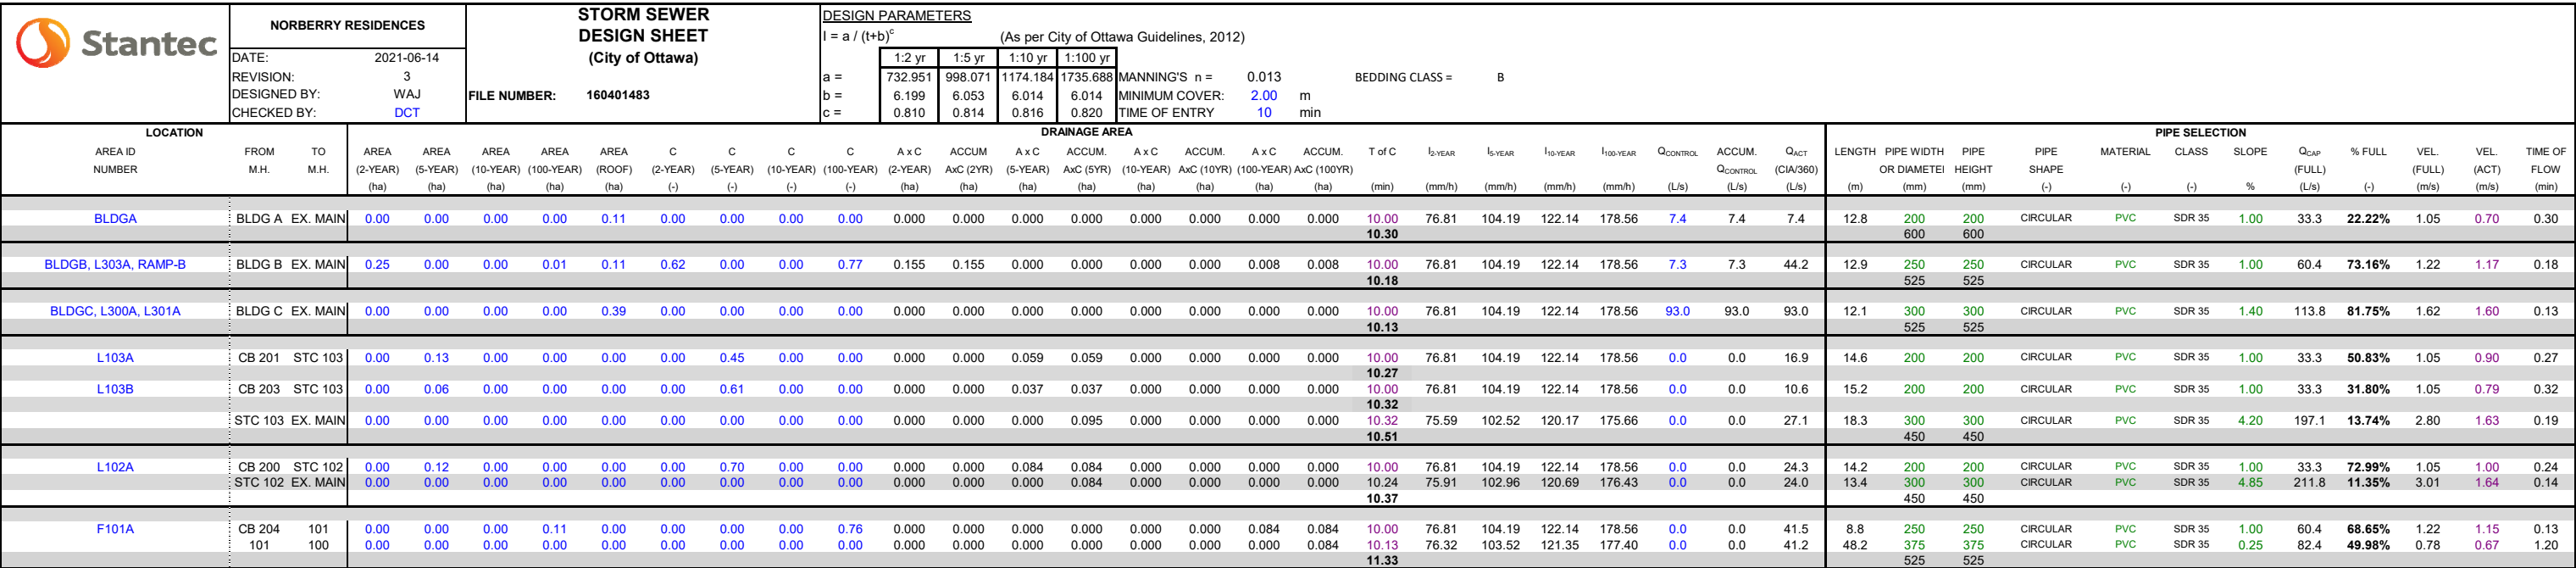 Stantec
NORBERRY RESIDENCES
DATE: 2021-06-14
REVISION: 3
DESIGNED BY: WAJ
CHECKED BY: DCT
STORM SEWER
DESIGN SHEET
(City of Ottawa)
FILE NUMBER: 160401483
DESIGN PARAMETERS
I = a / (t+b)^c (As per City of Ottawa Guidelines, 2012)
1:2 yr 1:5 yr 1:10 yr 1:100 yr
a = 732.951 998.071 1174.184 1735.688 MANNING'S n = 0.013 BEDDING CLASS = B
b = 6.199 6.053 6.014 6.014 MINIMUM COVER: 2.00 m
c = 0.810 0.814 0.816 0.820 TIME OF ENTRY 10 min
LOCATION DRAINAGE AREA PIPE SELECTION
AREA ID FROM TO AREA AREA AREA AREA AREA C C C C A x C ACCUM A x C ACCUM. A x C ACCUM. A x C ACCUM. T of C I2-YEAR I5-YEAR I10-YEAR I100-YEAR QCONTROL ACCUM. QACT LENGTH PIPE WIDTH PIPE PIPE MATERIAL CLASS SLOPE QCAP % FULL VEL. VEL. TIME OF
NUMBER M.H. M.H. (2-YEAR) (5-YEAR) (10-YEAR) (100-YEAR) (ROOF) (2-YEAR) (5-YEAR) (10-YEAR) (100-YEAR) (2-YEAR) AxC (2YR) (5-YEAR) AxC (5YR) (10-YEAR) AxC (10YR) (100-YEAR) AxC (100YR) QCONTROL (CIA/360) OR DIAMETEI HEIGHT SHAPE (FULL) (FULL) (ACT) FLOW
(ha) (ha) (ha) (ha) (ha) (-) (-) (-) (-) (ha) (ha) (ha) (ha) (ha) (ha) (ha) (ha) (min) (mm/h) (mm/h) (mm/h) (mm/h) (L/s) (L/s) (L/s) (m) (mm) (mm) (-) (-) (-) % (L/s) (-) (m/s) (m/s) (min)
BLDGA BLDG A EX. MAIN 0.00 0.00 0.00 0.00 0.11 0.00 0.00 0.00 0.00 0.000 0.000 0.000 0.000 0.000 0.000 0.000 0.000 10.00 76.81 104.19 122.14 178.56 7.4 7.4 7.4 12.8 200 200 CIRCULAR PVC SDR 35 1.00 33.3 22.22% 1.05 0.70 0.30
10.30 600 600
BLDGB, L303A, RAMP-B BLDG B EX. MAIN 0.25 0.00 0.00 0.01 0.11 0.62 0.00 0.00 0.77 0.155 0.155 0.000 0.000 0.000 0.000 0.008 0.008 10.00 76.81 104.19 122.14 178.56 7.3 7.3 44.2 12.9 250 250 CIRCULAR PVC SDR 35 1.00 60.4 73.16% 1.22 1.17 0.18
10.18 525 525
BLDGC, L300A, L301A BLDG C EX. MAIN 0.00 0.00 0.00 0.00 0.39 0.00 0.00 0.00 0.00 0.000 0.000 0.000 0.000 0.000 0.000 0.000 0.000 10.00 76.81 104.19 122.14 178.56 93.0 93.0 93.0 12.1 300 300 CIRCULAR PVC SDR 35 1.40 113.8 81.75% 1.62 1.60 0.13
10.13 525 525
L103A CB 201 STC 103 0.00 0.13 0.00 0.00 0.00 0.00 0.45 0.00 0.00 0.000 0.000 0.059 0.059 0.000 0.000 0.000 0.000 10.00 76.81 104.19 122.14 178.56 0.0 0.0 16.9 14.6 200 200 CIRCULAR PVC SDR 35 1.00 33.3 50.83% 1.05 0.90 0.27
10.27
L103B CB 203 STC 103 0.00 0.06 0.00 0.00 0.00 0.00 0.61 0.00 0.00 0.000 0.000 0.037 0.037 0.000 0.000 0.000 0.000 10.00 76.81 104.19 122.14 178.56 0.0 0.0 10.6 15.2 200 200 CIRCULAR PVC SDR 35 1.00 33.3 31.80% 1.05 0.79 0.32
10.32
STC 103 EX. MAIN 0.00 0.00 0.00 0.00 0.00 0.00 0.00 0.00 0.00 0.000 0.000 0.000 0.095 0.000 0.000 0.000 0.000 10.32 75.59 102.52 120.17 175.66 0.0 0.0 27.1 18.3 300 300 CIRCULAR PVC SDR 35 4.20 197.1 13.74% 2.80 1.63 0.19
10.51 450 450
L102A CB 200 STC 102 0.00 0.12 0.00 0.00 0.00 0.00 0.70 0.00 0.00 0.000 0.000 0.084 0.084 0.000 0.000 0.000 0.000 10.00 76.81 104.19 122.14 178.56 0.0 0.0 24.3 14.2 200 200 CIRCULAR PVC SDR 35 1.00 33.3 72.99% 1.05 1.00 0.24
STC 102 EX. MAIN 0.00 0.00 0.00 0.00 0.00 0.00 0.00 0.00 0.00 0.000 0.000 0.000 0.084 0.000 0.000 0.000 0.000 10.24 75.91 102.96 120.69 176.43 0.0 0.0 24.0 13.4 300 300 CIRCULAR PVC SDR 35 4.85 211.8 11.35% 3.01 1.64 0.14
10.37 450 450
F101A CB 204 101 0.00 0.00 0.00 0.11 0.00 0.00 0.00 0.00 0.76 0.000 0.000 0.000 0.000 0.000 0.000 0.084 0.084 10.00 76.81 104.19 122.14 178.56 0.0 0.0 41.5 8.8 250 250 CIRCULAR PVC SDR 35 1.00 60.4 68.65% 1.22 1.15 0.13
101 100 0.00 0.00 0.00 0.00 0.00 0.00 0.00 0.00 0.00 0.000 0.000 0.000 0.000 0.000 0.000 0.000 0.084 10.13 76.32 103.52 121.35 177.40 0.0 0.0 41.2 48.2 375 375 CIRCULAR PVC SDR 35 0.25 82.4 49.98% 0.78 0.67 1.20
11.33 525 525